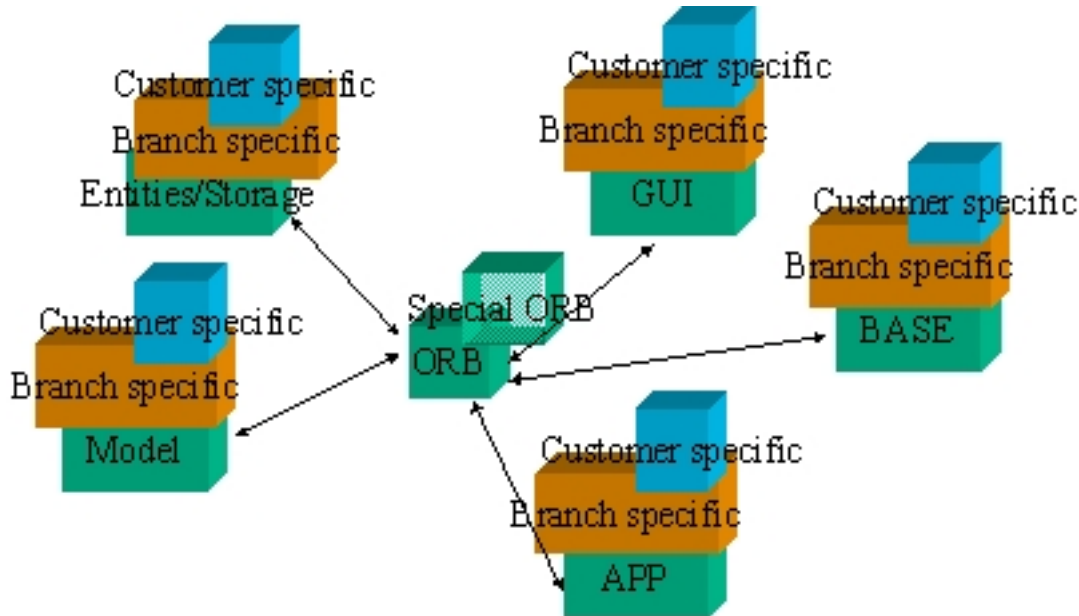 Customer specific
Branch specific
Entities/Storage
Customer specific
Branch specific
GUI
Customer specific
Branch specific
BASE
Special ORB
ORB
Customer specific
Branch specific
Model
Customer specific
Branch specific
APP